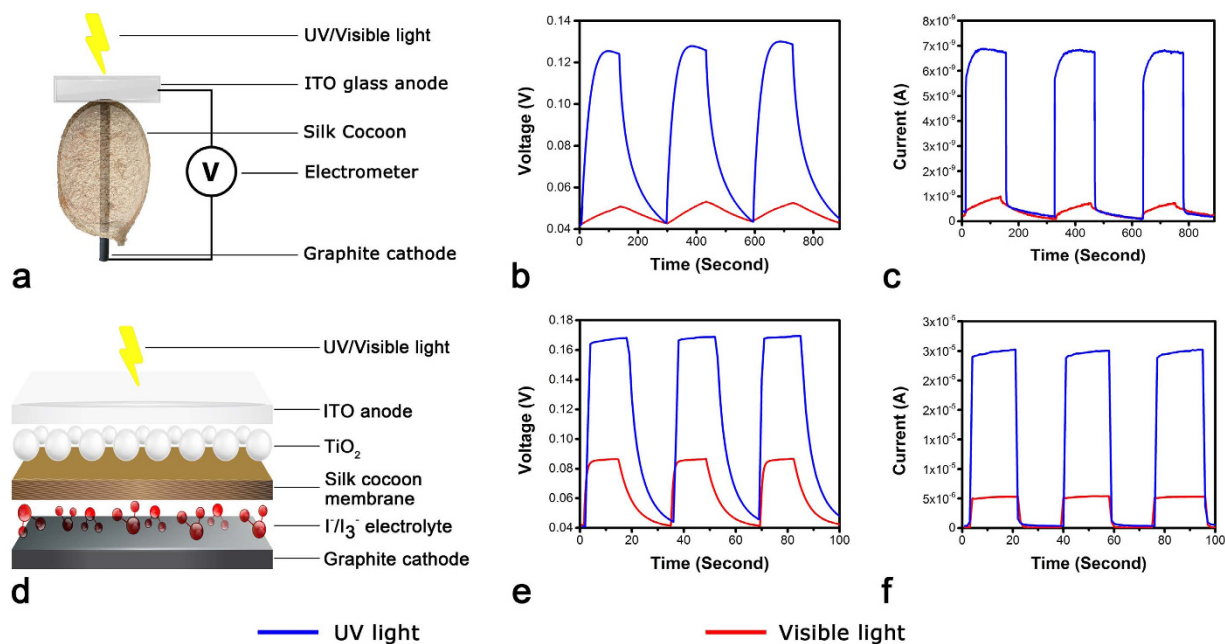 UV/Visible light
ITO glass anode
Silk Cocoon
V
Electrometer
Graphite cathode
a
0.14
0.12
0.10
0.08
0.06
0.04
Voltage (V)
0 200 400 600 800
Time (Second)
b
8x10⁻⁹
7x10⁻⁹
6x10⁻⁹
5x10⁻⁹
4x10⁻⁹
3x10⁻⁹
2x10⁻⁹
1x10⁻⁹
0
Current (A)
0 200 400 600 800
Time (Second)
c
UV/Visible light
ITO anode
TiO₂
Silk cocoon
membrane
I⁻/I₃⁻ electrolyte
Graphite cathode
d
0.18
0.16
0.14
0.12
0.10
0.08
0.06
0.04
Voltage (V)
0 20 40 60 80 100
Time (Second)
e
3x10⁻⁵
3x10⁻⁵
2x10⁻⁵
2x10⁻⁵
1x10⁻⁵
1x10⁻⁵
5x10⁻⁶
0
Current (A)
0 20 40 60 80 100
Time (Second)
f
UV light
Visible light